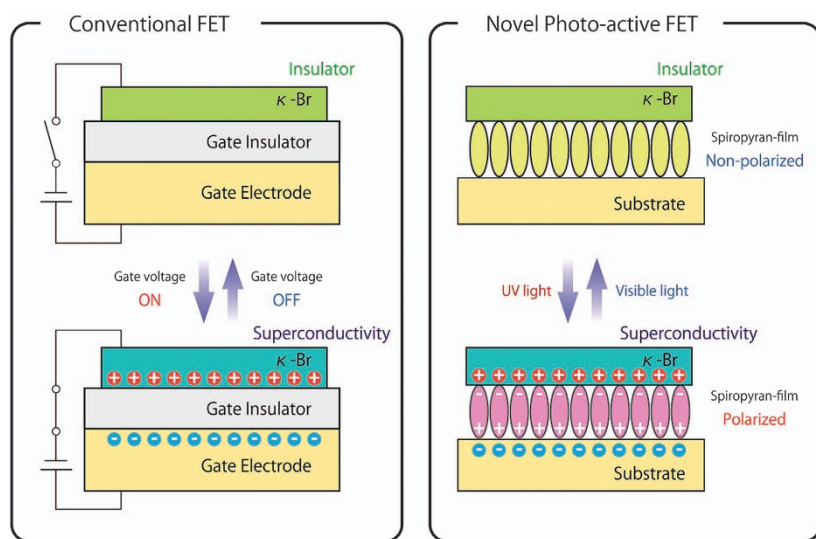 Conventional FET
Insulator
κ-Br
Gate Insulator
Gate Electrode
Gate voltage
ON
Gate voltage
OFF
Superconductivity
κ-Br
+ + + + + + + + + + +
Gate Insulator
- - - - - - - - - -
Gate Electrode
Novel Photo-active FET
Insulator
κ-Br
Spiropyran-film
Non-polarized
Substrate
UV light
Visible light
Superconductivity
κ-Br
+ + + + + + + + + + +
- - - - - - - - - -
Spiropyran-film
Polarized
+ + + + + + + + + +
- - - - - - - - - - -
Substrate